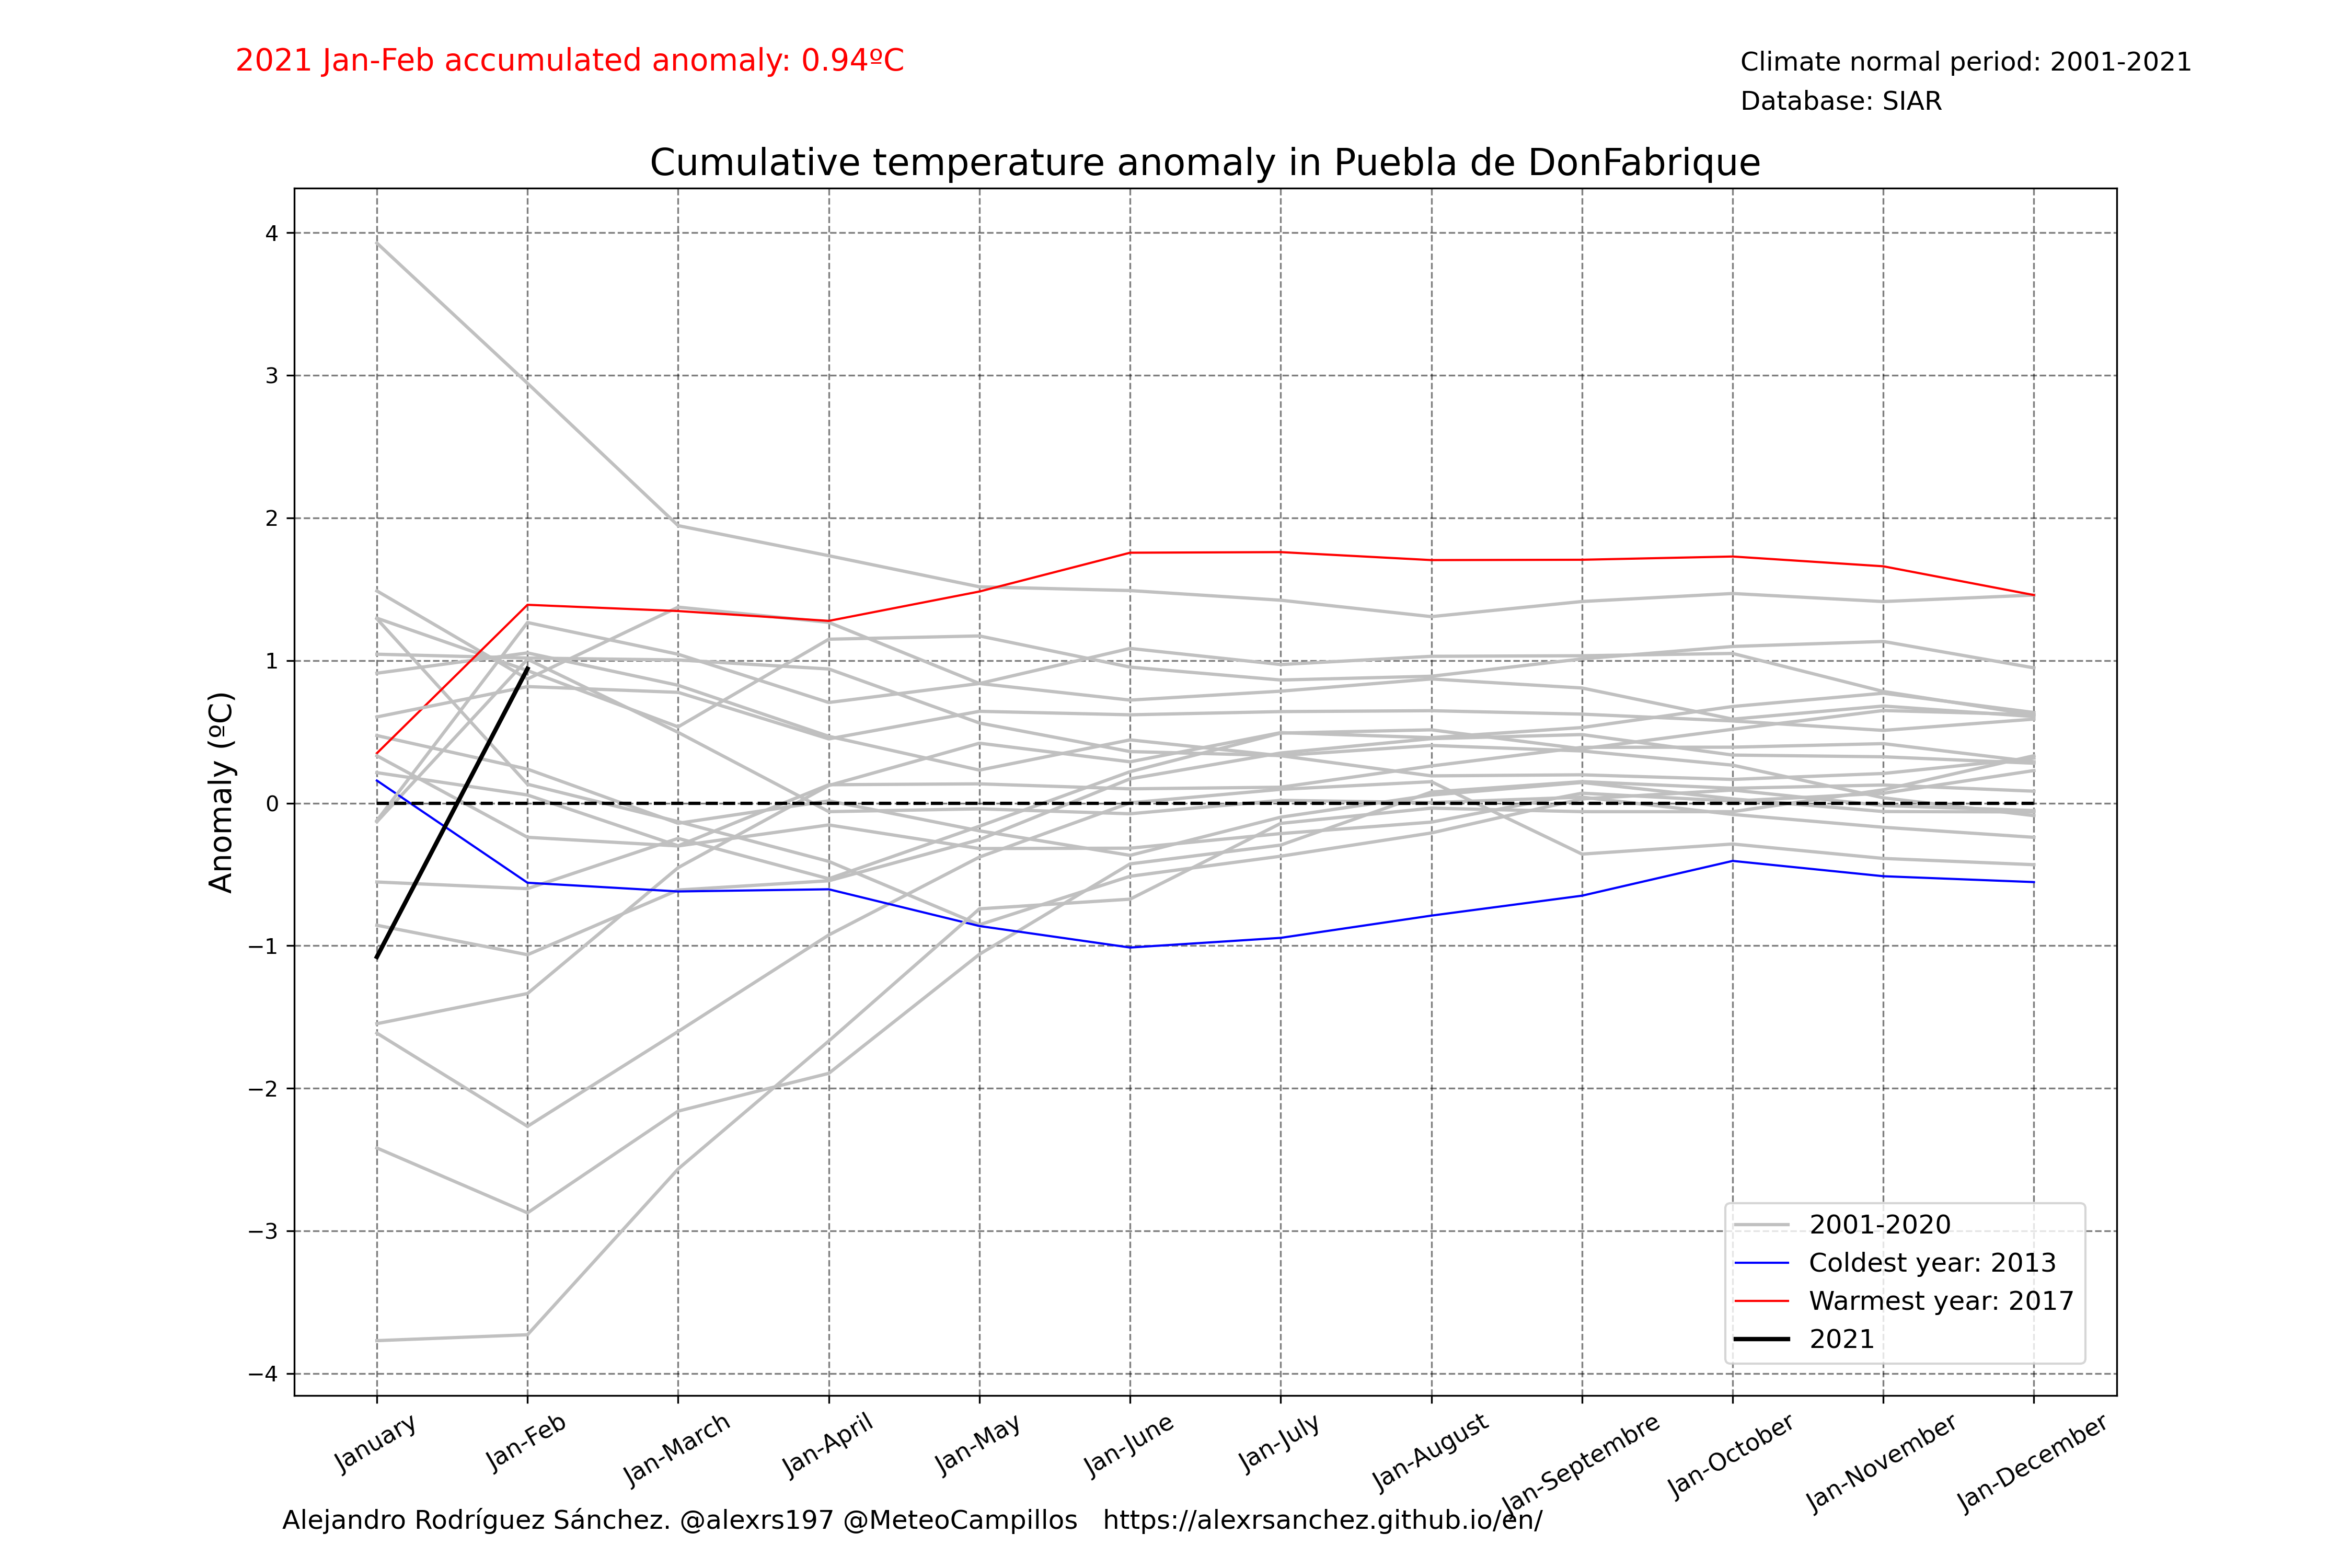 2021 Jan-Feb accumulated anomaly: 0.94ºC
Climate normal period: 2001-2021
Database: SIAR
Cumulative temperature anomaly in Puebla de DonFabrique
Anomaly (ºC)
4
3
2
1
0
−1
−2
−3
−4
2001-2020
Coldest year: 2013
Warmest year: 2017
2021
January
Jan-Feb
Jan-March
Jan-April
Jan-May
Jan-June
Jan-July
Jan-August
Jan-Septembre
Jan-October
Jan-November
Jan-December
Alejandro Rodríguez Sánchez. @alexrs197 @MeteoCampillos   https://alexrsanchez.github.io/en/